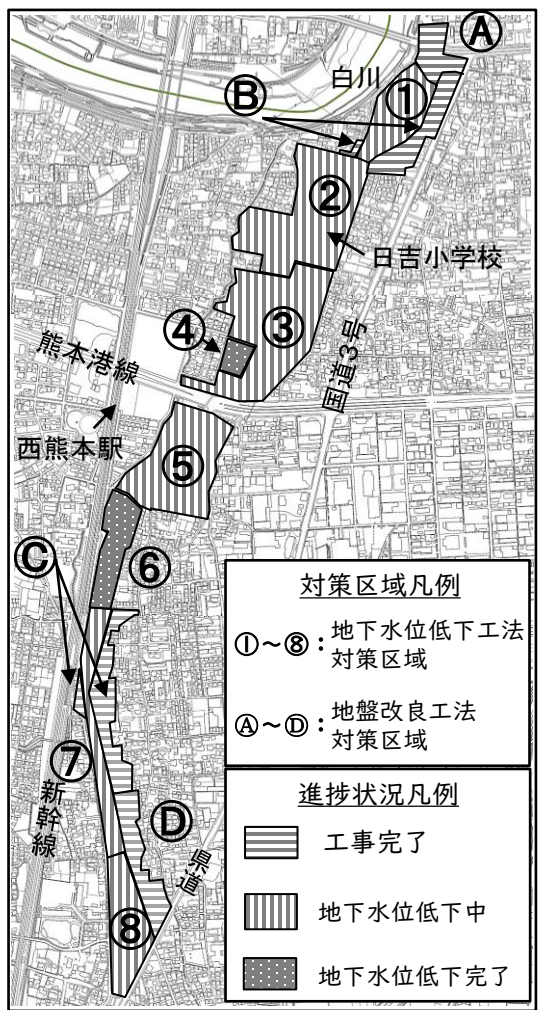 Ⓐ
白川
①
Ⓑ
②
日吉小学校
③
④
国道3号
熊本港線
西熊本駅
⑤
⑥
Ⓒ
⑦
新幹線
Ⓓ
県道
⑧
対策区域凡例
①～⑧：地下水位低下工法
対策区域
Ⓐ～Ⓓ：地盤改良工法
対策区域
進捗状況凡例
工事完了
地下水位低下中
地下水位低下完了